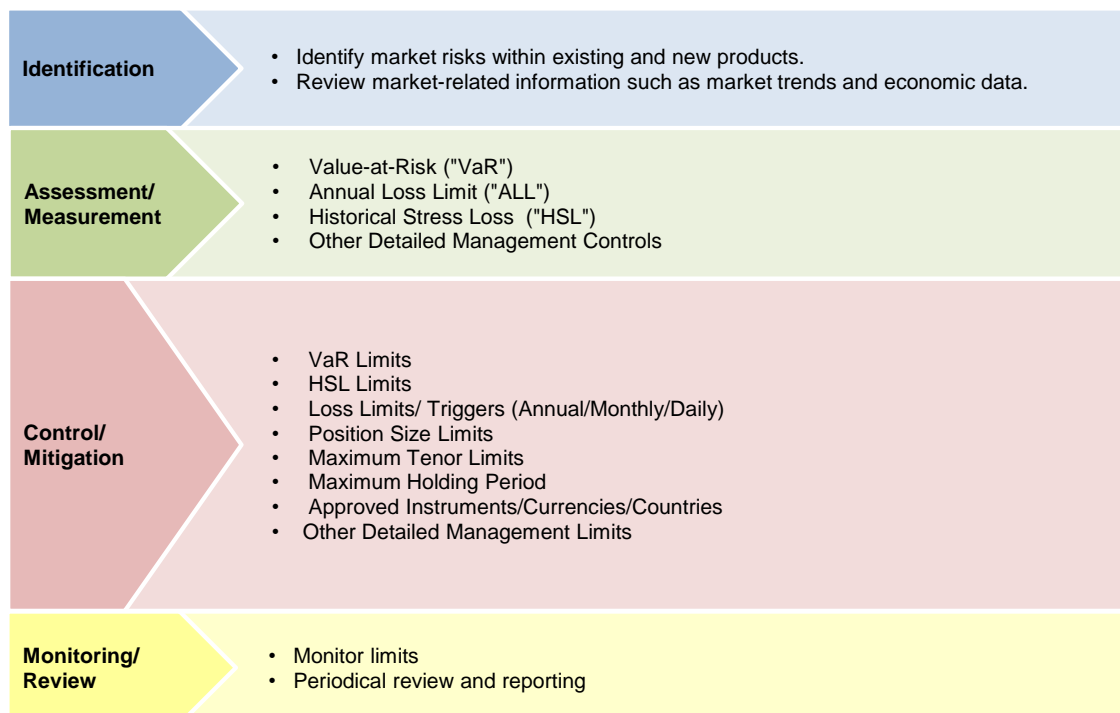 Identification
• Identify market risks within existing and new products.
• Review market-related information such as market trends and economic data.
Assessment/
Measurement
• Value-at-Risk ("VaR")
• Annual Loss Limit ("ALL")
• Historical Stress Loss ("HSL")
• Other Detailed Management Controls
Control/
Mitigation
• VaR Limits
• HSL Limits
• Loss Limits/ Triggers (Annual/Monthly/Daily)
• Position Size Limits
• Maximum Tenor Limits
• Maximum Holding Period
• Approved Instruments/Currencies/Countries
• Other Detailed Management Limits
Monitoring/
Review
• Monitor limits
• Periodical review and reporting